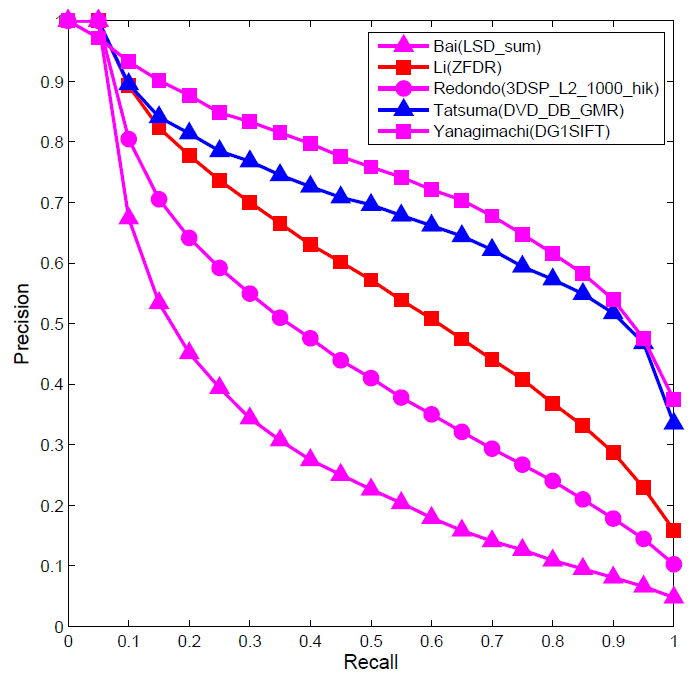 Bai(LSD_sum)
Li(ZFDR)
Redondo(3DSP_L2_1000_hik)
Tatsuma(DVD_DB_GMR)
Yanagimachi(DG1SIFT)
0.9
0.8
0.7
0.6
0.5
0.4
0.3
0.2
0.1
0
Precision
0 0.1 0.2 0.3 0.4 0.5 0.6 0.7 0.8 0.9 1
Recall